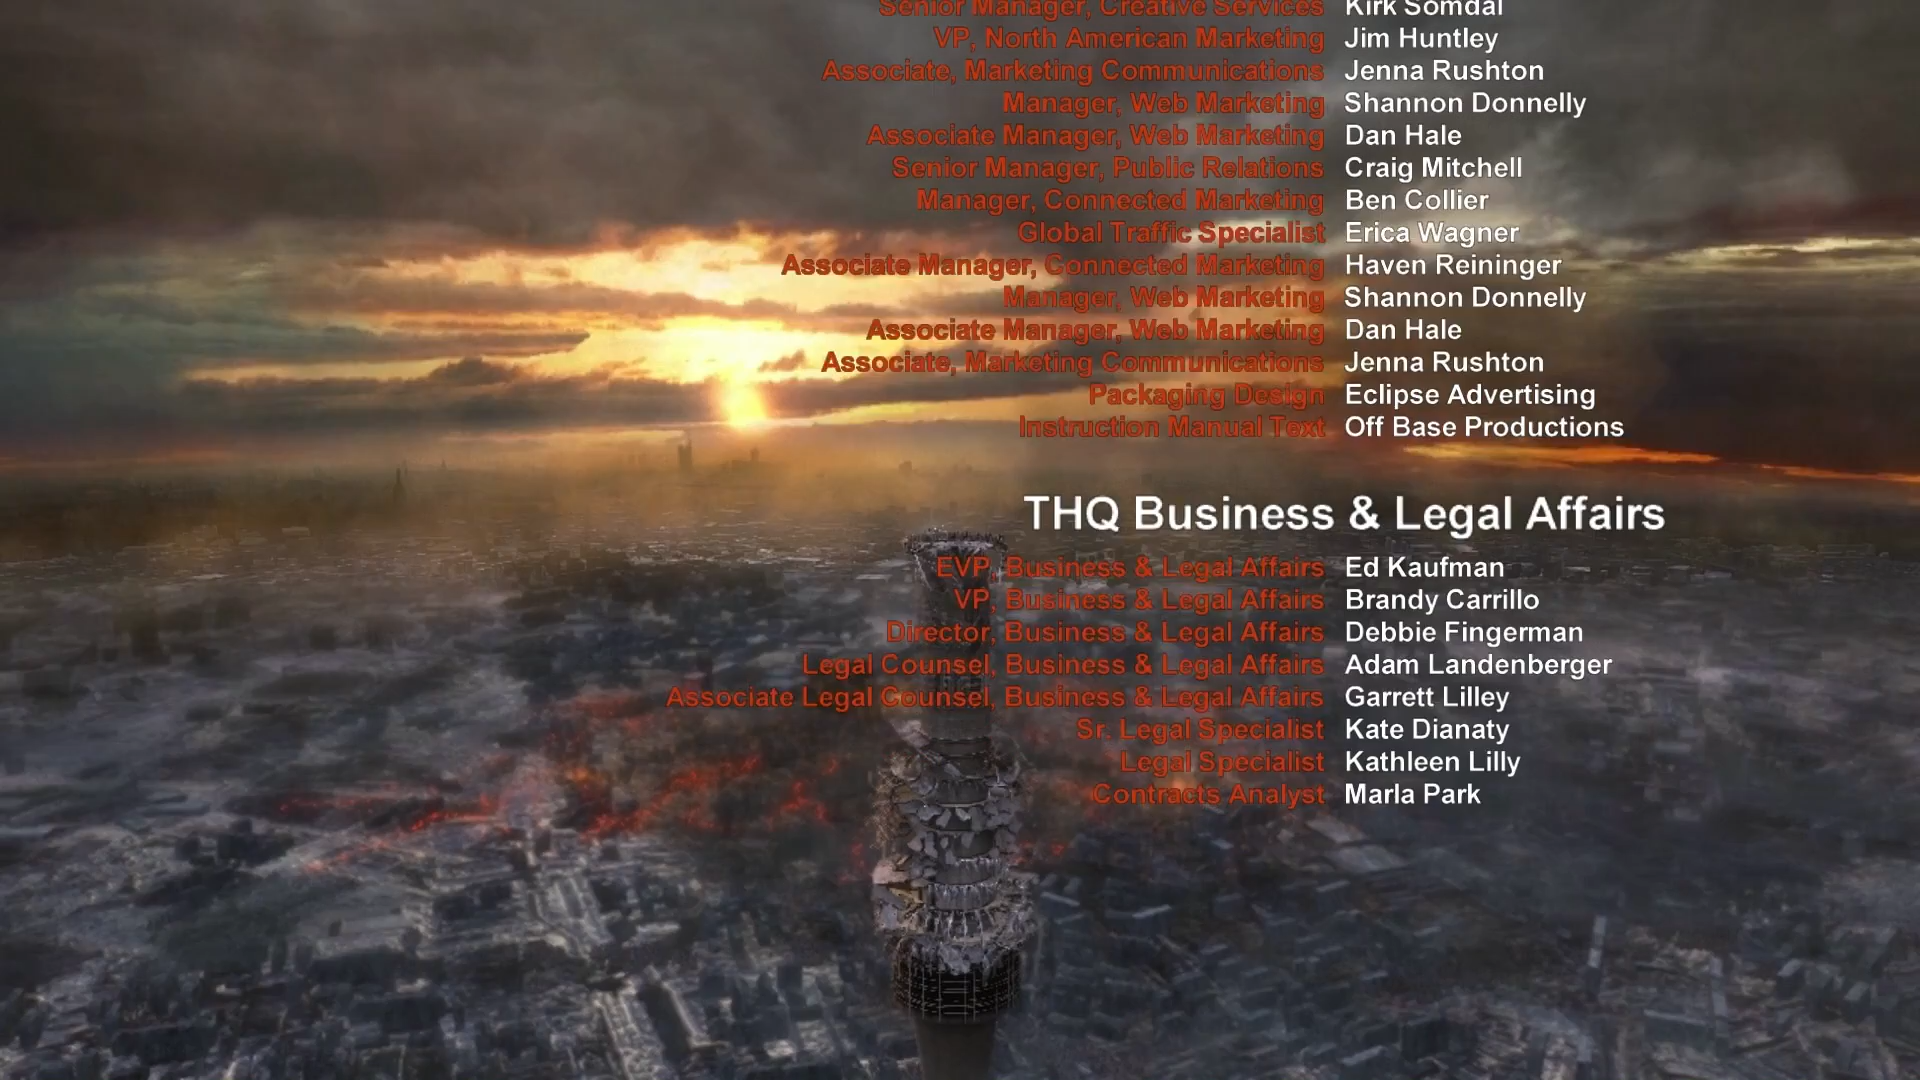 Senior Manager, Creative Services Kirk Somdal
VP, North American Marketing Jim Huntley
Associate, Marketing Communications Jenna Rushton
Manager, Web Marketing Shannon Donnelly
Associate Manager, Web Marketing Dan Hale
Senior Manager, Public Relations Craig Mitchell
Manager, Connected Marketing Ben Collier
Global Traffic Specialist Erica Wagner
Associate Manager, Connected Marketing Haven Reininger
Manager, Web Marketing Shannon Donnelly
Associate Manager, Web Marketing Dan Hale
Associate, Marketing Communications Jenna Rushton
Packaging Design Eclipse Advertising
Instruction Manual Text Off Base Productions
THQ Business & Legal Affairs
EVP, Business & Legal Affairs Ed Kaufman
VP, Business & Legal Affairs Brandy Carrillo
Director, Business & Legal Affairs Debbie Fingerman
Legal Counsel, Business & Legal Affairs Adam Landenberger
Associate Legal Counsel, Business & Legal Affairs Garrett Lilley
Sr. Legal Specialist Kate Dianaty
Legal Specialist Kathleen Lilly
Contracts Analyst Marla Park